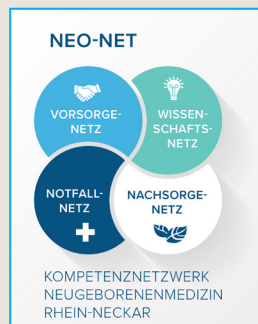 NEO-NET
VORSORGE-
NETZ
WISSEN-
SCHAFTS-
NETZ
NOTFALL-
NETZ
NACHSORGE-
NETZ
KOMPETENZNETZWERK
NEUGEBORENENMEDIZIN
RHEIN-NECKAR